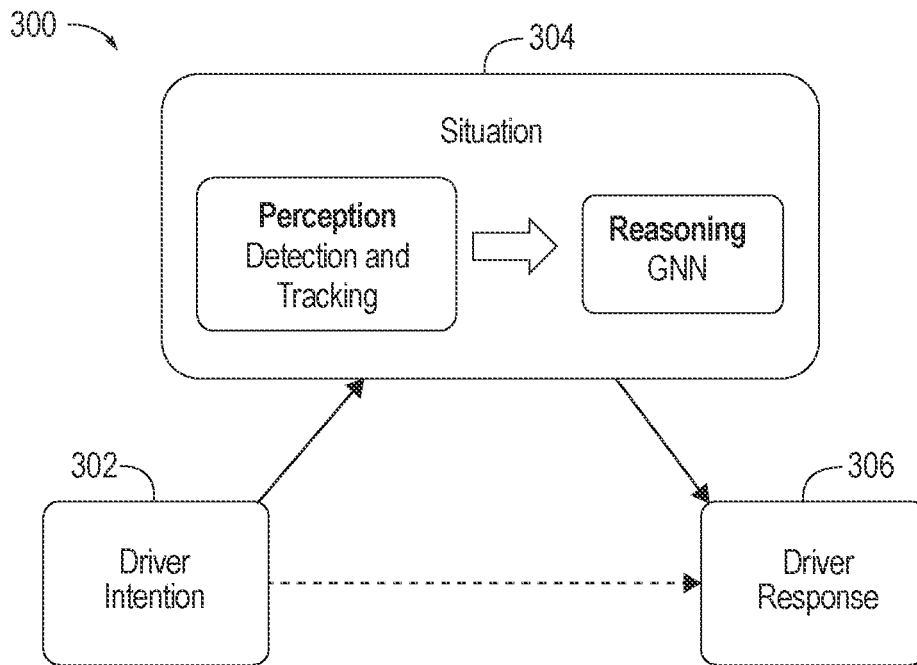 300
304
Situation
Perception
Detection and
Tracking
Reasoning
GNN
302
306
Driver
Intention
Driver
Response